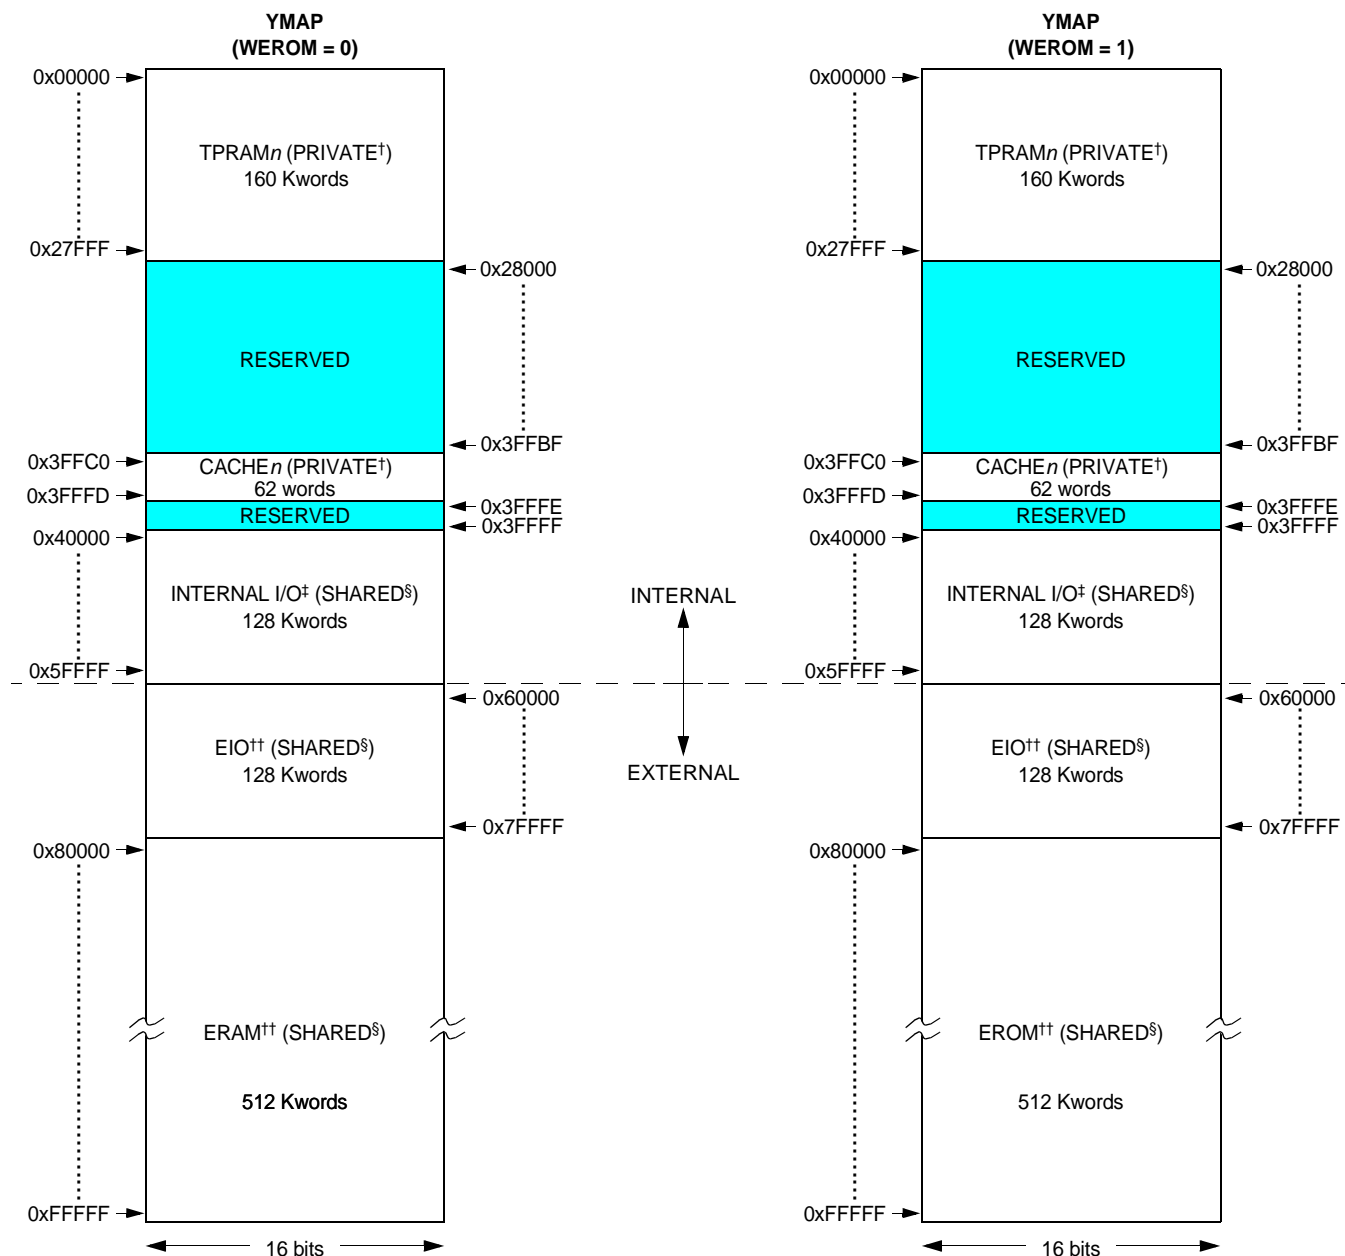 YMAP
(WEROM = 0)
0x00000
TPRAMn (PRIVATE†)
160 Kwords
0x27FFF
0x28000
RESERVED
0x3FFBF
0x3FFC0
CACHEn (PRIVATE†)
62 words
0x3FFFD
0x3FFFE
RESERVED
0x3FFFF
0x40000
INTERNAL I/O‡ (SHARED§)
128 Kwords
0x5FFFF
0x60000
EIO†† (SHARED§)
128 Kwords
0x7FFFF
0x80000
ERAM†† (SHARED§)
512 Kwords
0xFFFFF
16 bits
INTERNAL
EXTERNAL
YMAP
(WEROM = 1)
0x00000
TPRAMn (PRIVATE†)
160 Kwords
0x27FFF
0x28000
RESERVED
0x3FFBF
0x3FFC0
CACHEn (PRIVATE†)
62 words
0x3FFFD
0x3FFFE
RESERVED
0x3FFFF
0x40000
INTERNAL I/O‡ (SHARED§)
128 Kwords
0x5FFFF
0x60000
EIO†† (SHARED§)
128 Kwords
0x7FFFF
0x80000
EROM†† (SHARED§)
512 Kwords
0xFFFFF
16 bits